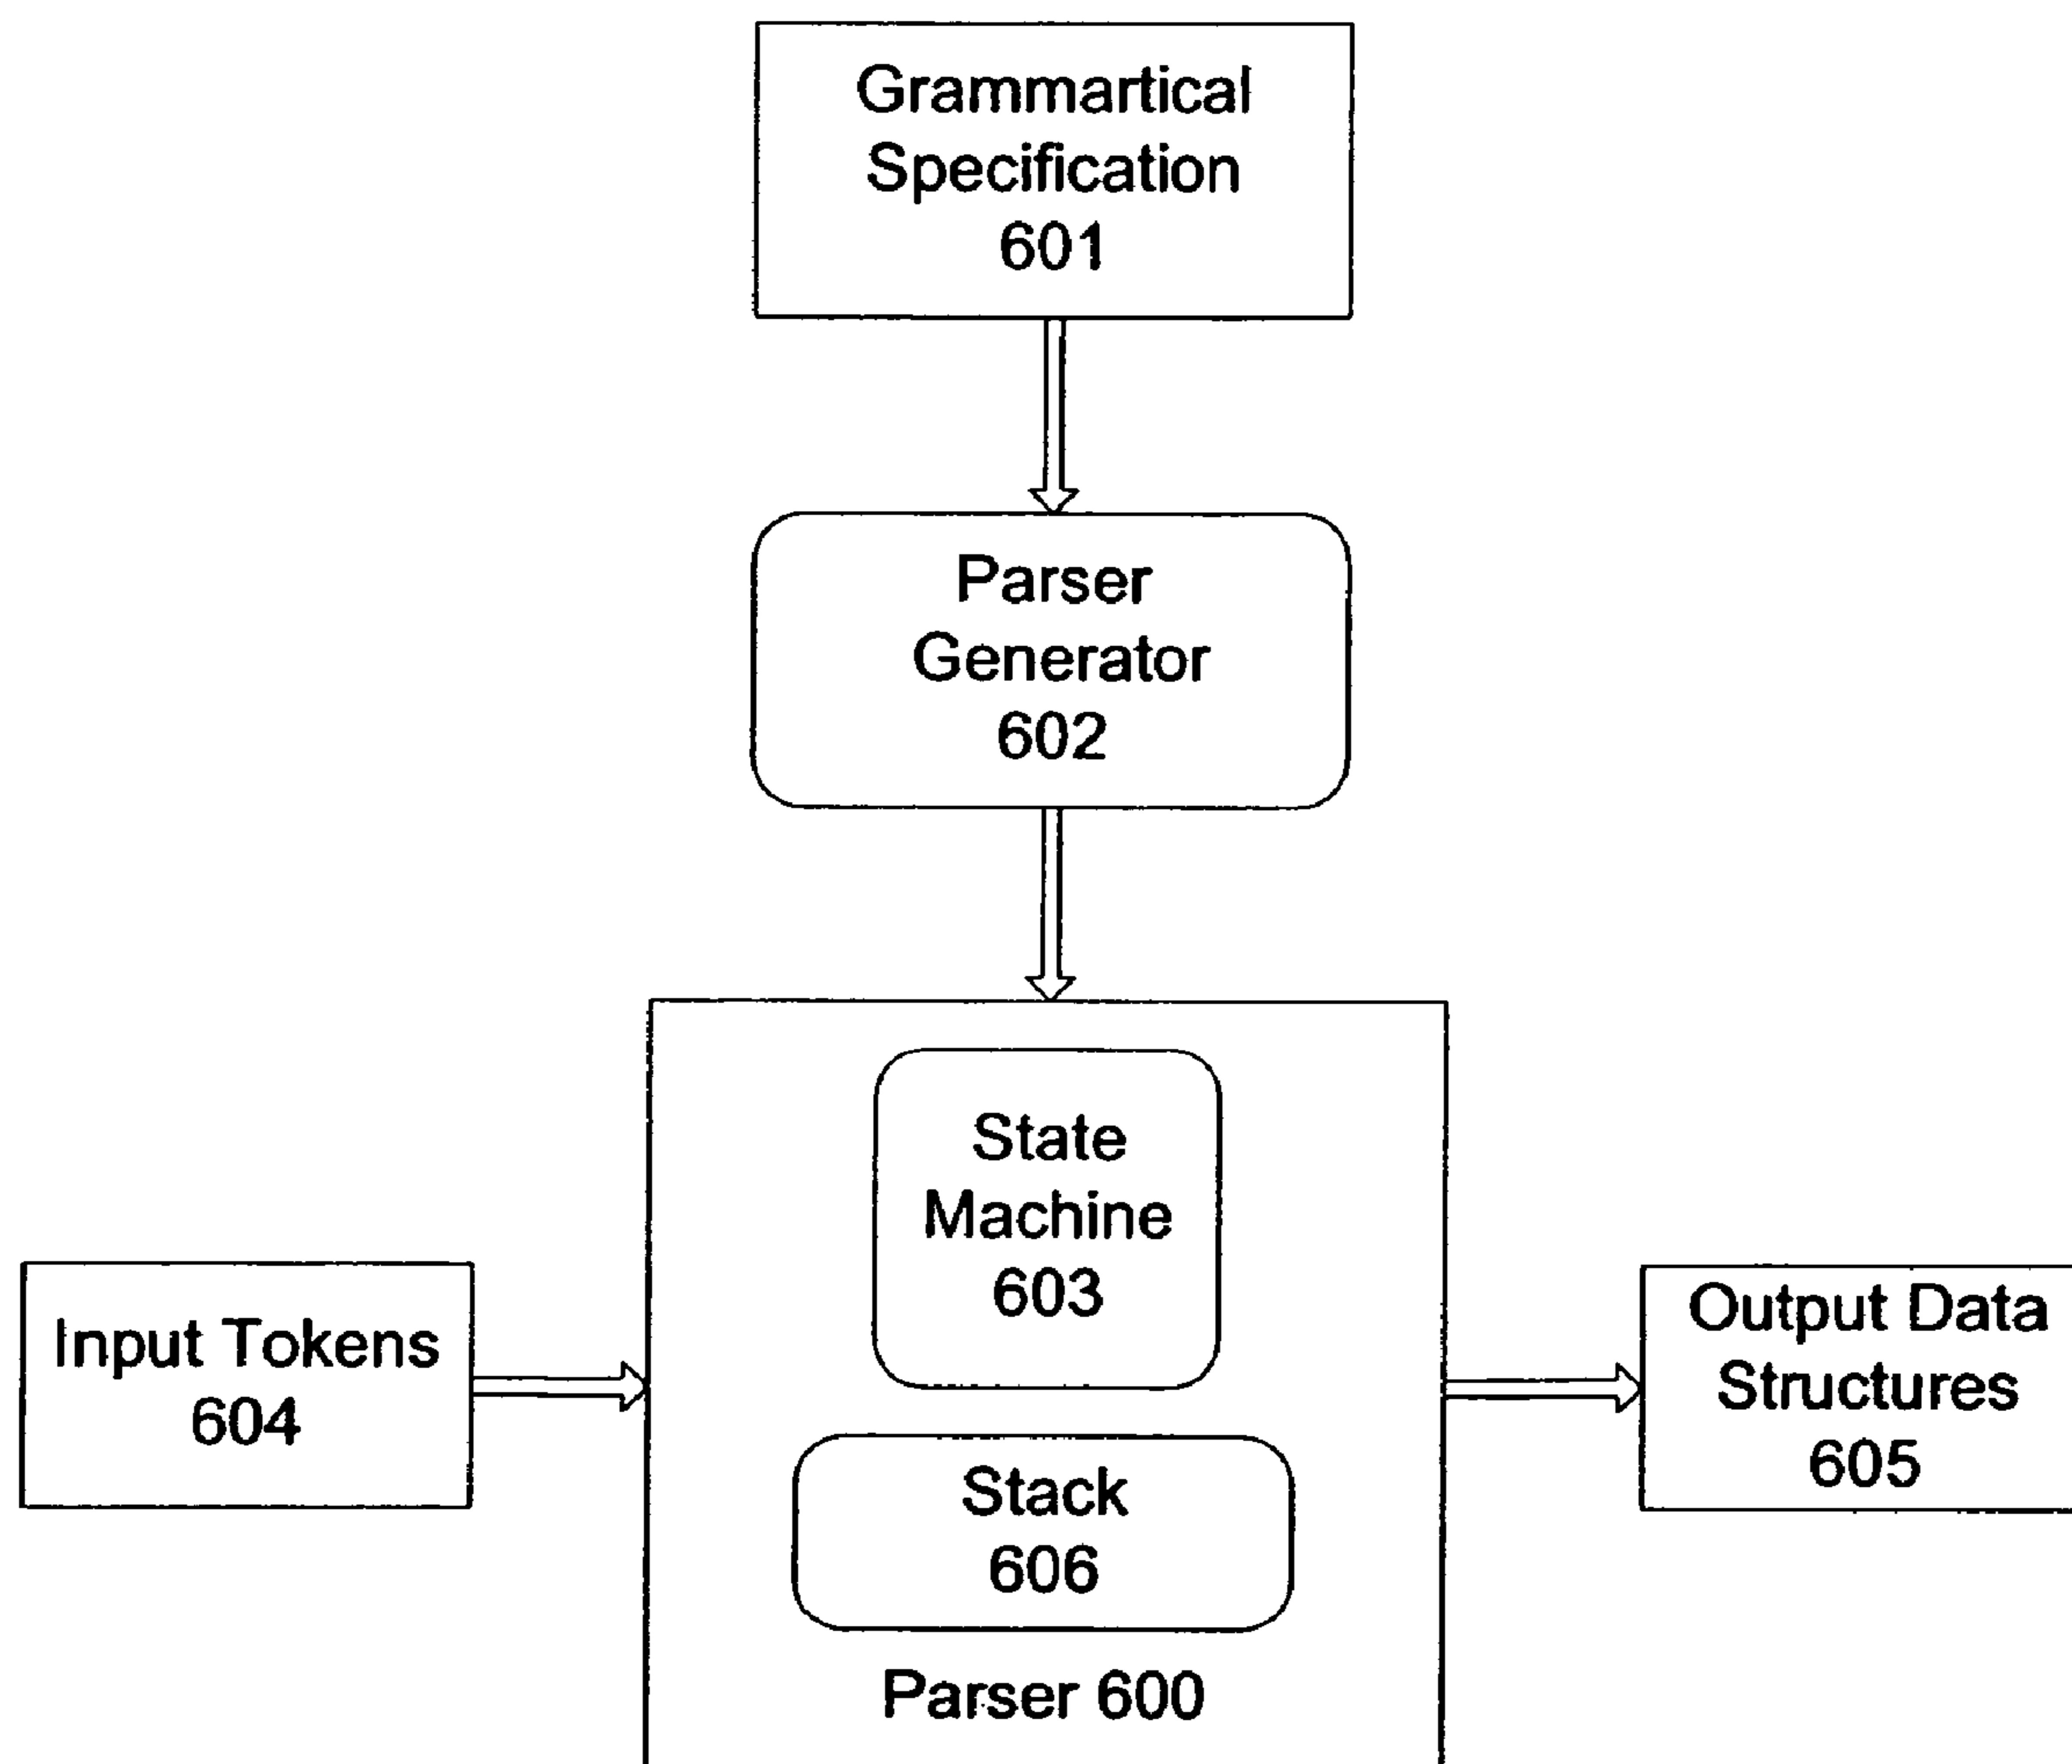 Grammartical
Specification
601
Parser
Generator
602
State
Machine
603
Input Tokens
604
Output Data
Structures
605
Stack
606
Parser 600